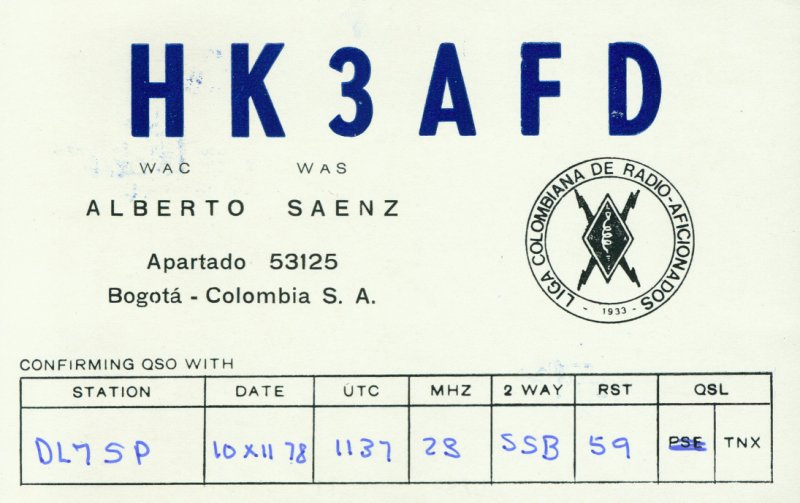 HK3AFD
WAC WAS
ALBERTO SAENZ
Apartado 53125
Bogotá - Colombia S. A.
LIGA COLOMBIANA DE RADIO-AFICIONADOS
- 1933 -
CONFIRMING QSO WITH
STATION DATE UTC MHZ 2 WAY RST QSL
DL7SP 10 XII 78 1137 28 SSB 59 PSE TNX